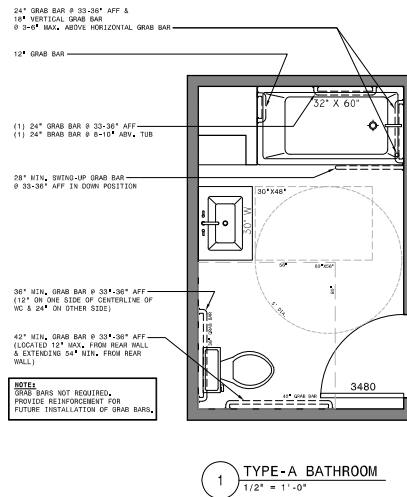 24" GRAB BAR @ 33-36" AFF &
18" VERTICAL GRAB BAR
@ 3-6" MAX. ABOVE HORIZONTAL GRAB BAR
12" GRAB BAR
32" X 60"
(1) 24" GRAB BAR @ 33-36" AFF
(1) 24" BRAB BAR @ 8-10" ABV. TUB
28" MIN. SWING-UP GRAB BAR
@ 33-36" AFF IN DOWN POSITION
30"X48"
30" W
60"X56"
5' DIA.
36" MIN. GRAB BAR @ 33"-36" AFF
(12" ON ONE SIDE OF CENTERLINE OF
WC & 24" ON OTHER SIDE)
42" MIN. GRAB BAR @ 33"-36" AFF
(LOCATED 12" MAX. FROM REAR WALL
& EXTENDING 54" MIN. FROM REAR
WALL)
42" GRAB BAR
3480
NOTE:
GRAB BARS NOT REQUIRED.
PROVIDE REINFORCEMENT FOR
FUTURE INSTALLATION OF GRAB BARS.
1 TYPE-A BATHROOM
1/2" = 1'-0"